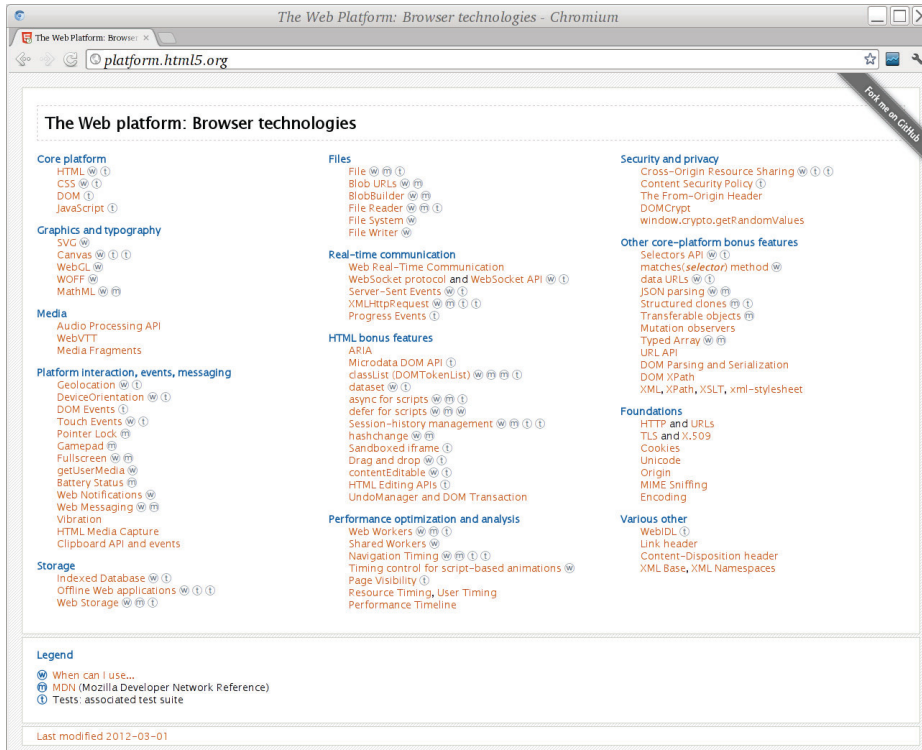 The Web Platform: Browser technologies - Chromium
The Web Platform: Browser
platform.html5.org
Fork me on GitHub
The Web platform: Browser technologies
Core platform
HTML w t
CSS w t
DOM t
JavaScript t
Graphics and typography
SVG w
Canvas w t t
WebGL w
WOFF w
MathML w m
Media
Audio Processing API
WebVTT
Media Fragments
Platform interaction, events, messaging
Geolocation w t
DeviceOrientation w t
DOM Events t
Touch Events w t
Pointer Lock m
Gamepad m
Fullscreen w m
getUserMedia w
Battery Status m
Web Notifications w
Web Messaging w m
Vibration
HTML Media Capture
Clipboard API and events
Storage
Indexed Database w t
Offline Web applications w t t
Web Storage w m t
Files
File w m t
Blob URLs w m
BlobBuilder w m
File Reader w m t
File System w
File Writer w
Real-time communication
Web Real-Time Communication
WebSocket protocol and WebSocket API w t
Server-Sent Events w t
XMLHttpRequest w m t t
Progress Events t
HTML bonus features
ARIA
Microdata DOM API t
classList (DOMTokenList) w m m t
dataset w t
async for scripts w m t
defer for scripts w m w
Session-history management w m t t
hashchange w m
Sandboxed iframe t
Drag and drop w t
contentEditable w t
HTML Editing APIs t
UndoManager and DOM Transaction
Performance optimization and analysis
Web Workers w m t
Shared Workers w
Navigation Timing w m t t
Timing control for script-based animations w
Page Visibility t
Resource Timing, User Timing
Performance Timeline
Security and privacy
Cross-Origin Resource Sharing w t t
Content Security Policy t
The From-Origin Header
DOMCrypt
window.crypto.getRandomValues
Other core-platform bonus features
Selectors API w t
matches(selector) method w
data URLs w t
JSON parsing w m
Structured clones m t
Transferable objects m
Mutation observers
Typed Array w m
URL API
DOM Parsing and Serialization
DOM XPath
XML, XPath, XSLT, xml-stylesheet
Foundations
HTTP and URLs
TLS and X.509
Cookies
Unicode
Origin
MIME Sniffing
Encoding
Various other
WebIDL t
Link header
Content-Disposition header
XML Base, XML Namespaces
Legend
w When can I use...
m MDN (Mozilla Developer Network Reference)
t Tests: associated test suite
Last modified 2012-03-01